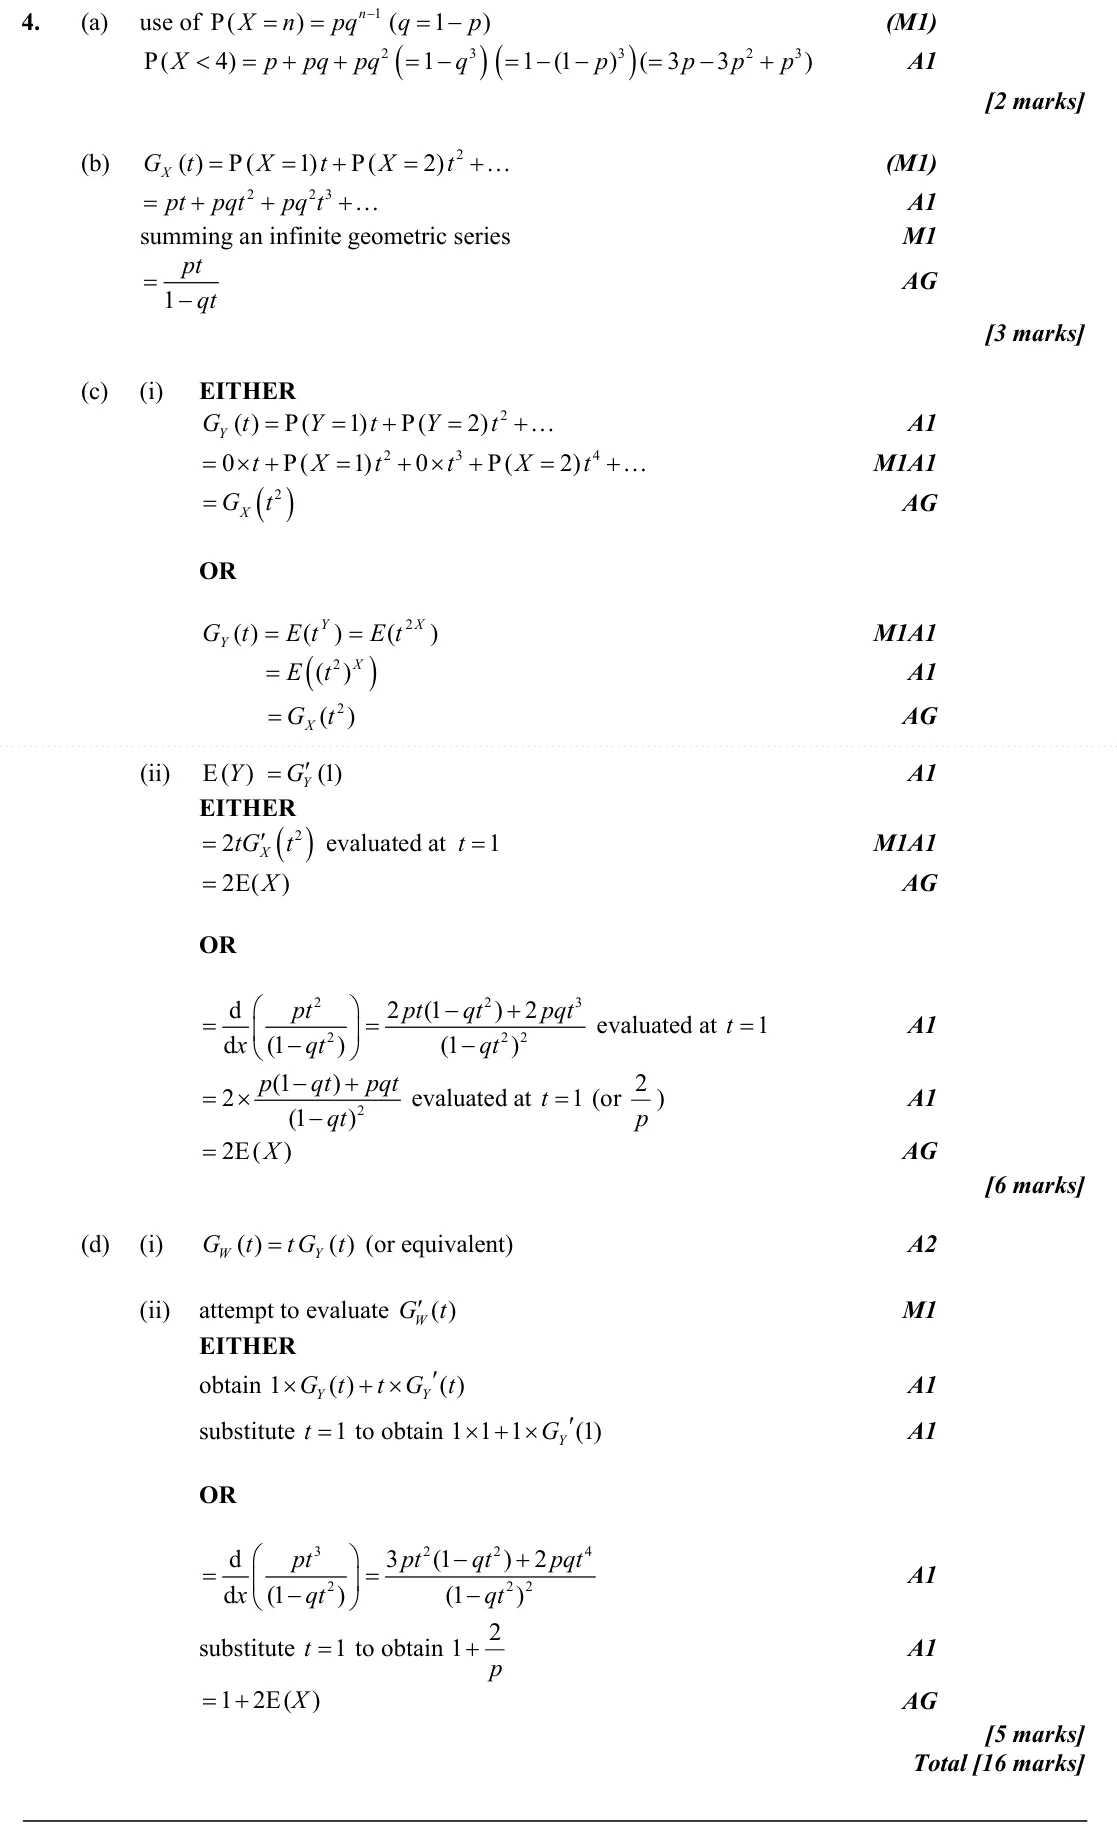 4. (a) use of P(X = n) = pqⁿ⁻¹ (q = 1 − p) (M1)
P(X < 4) = p + pq + pq² (= 1 − q³) (= 1 − (1 − p)³) (= 3p − 3p² + p³) A1
[2 marks]
(b) G_X (t) = P(X = 1)t + P(X = 2)t² + … (M1)
= pt + pqt² + pq²t³ + … A1
summing an infinite geometric series M1
= pt / (1 − qt) AG
[3 marks]
(c) (i) EITHER
G_Y (t) = P(Y = 1)t + P(Y = 2)t² + … A1
= 0 × t + P(X = 1)t² + 0 × t³ + P(X = 2)t⁴ + … M1A1
= G_X (t²) AG
OR
G_Y (t) = E(t^Y) = E(t^2X) M1A1
= E((t²)^X) A1
= G_X (t²) AG
(ii) E(Y) = G′_Y (1) A1
EITHER
= 2tG′_X (t²) evaluated at t = 1 M1A1
= 2E(X) AG
OR
= d/dx (pt² / (1 − qt²)) = (2pt(1 − qt²) + 2pqt³) / (1 − qt²)² evaluated at t = 1 A1
= 2 × (p(1 − qt) + pqt) / (1 − qt)² evaluated at t = 1 (or 2/p) A1
= 2E(X) AG
[6 marks]
(d) (i) G_W (t) = t G_Y (t) (or equivalent) A2
(ii) attempt to evaluate G′_W (t) M1
EITHER
obtain 1 × G_Y (t) + t × G_Y′(t) A1
substitute t = 1 to obtain 1 × 1 + 1 × G_Y′(1) A1
OR
= d/dx (pt³ / (1 − qt²)) = (3pt²(1 − qt²) + 2pqt⁴) / (1 − qt²)² A1
substitute t = 1 to obtain 1 + 2/p A1
= 1 + 2E(X) AG
[5 marks]
Total [16 marks]